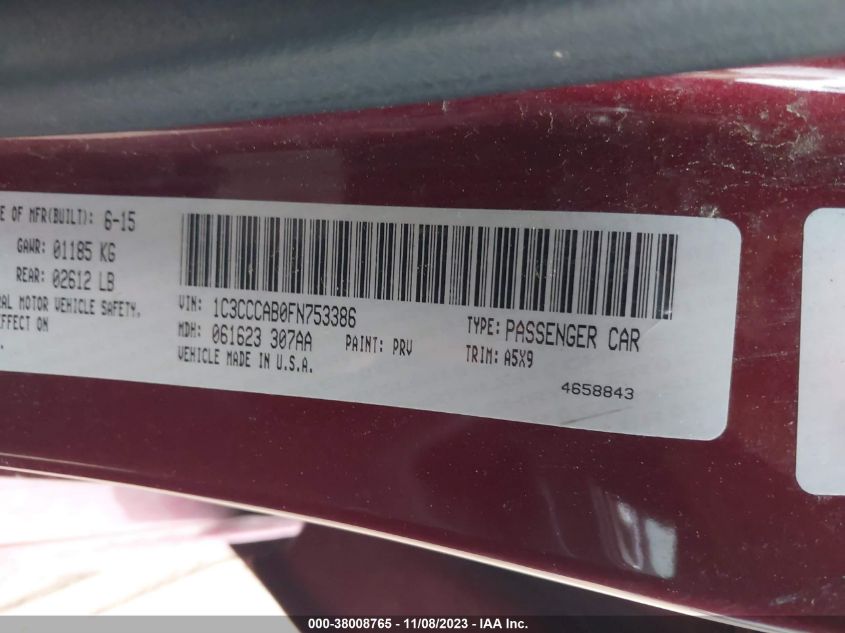 E OF MFR(BUILT): 6-15
GAWR: 01185 KG
REAR: 02612 LB
MOTOR VEHICLE SAFETY.
EFFECT ON
VIN: 1C3CCCAB0FN753386
MDH: 061623 307AA
PAINT: PRV
VEHICLE MADE IN U.S.A.
TYPE: PASSENGER CAR
TRIM: A5X9
4658843
000-38008765 - 11/08/2023 - IAA Inc.